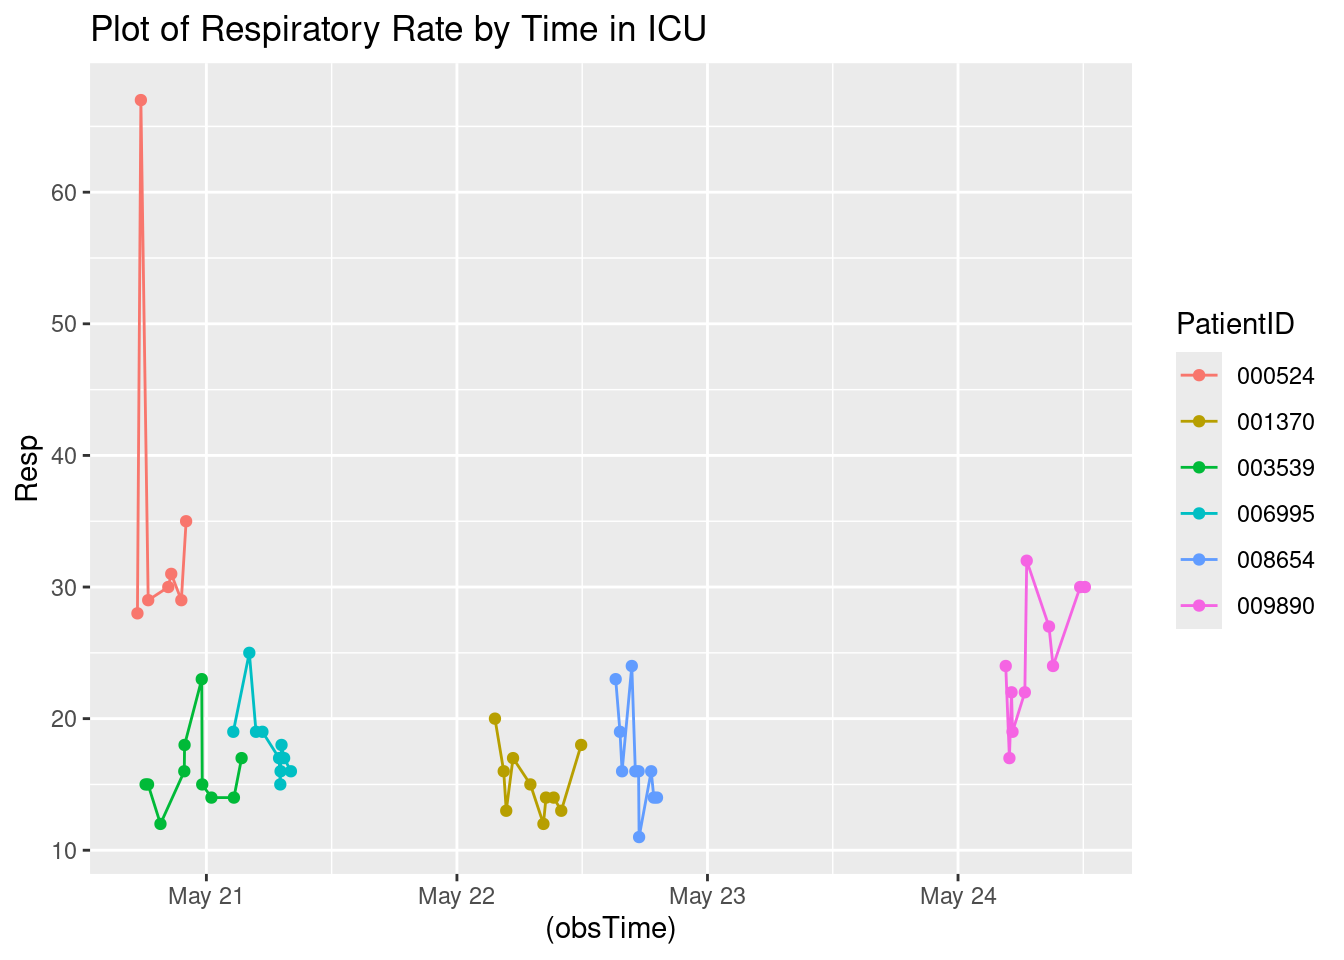 Plot of Respiratory Rate by Time in ICU
Resp
60
50
40
30
20
10
May 21
May 22
May 23
May 24
(obsTime)
PatientID
000524
001370
003539
006995
008654
009890